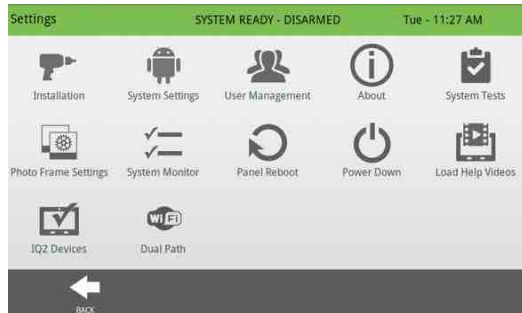 Settings SYSTEM READY - DISARMED Tue - 11:27 AM
Installation System Settings User Management About System Tests
Photo Frame Settings System Monitor Panel Reboot Power Down Load Help Videos
WiFi
IQ2 Devices Dual Path
BACK